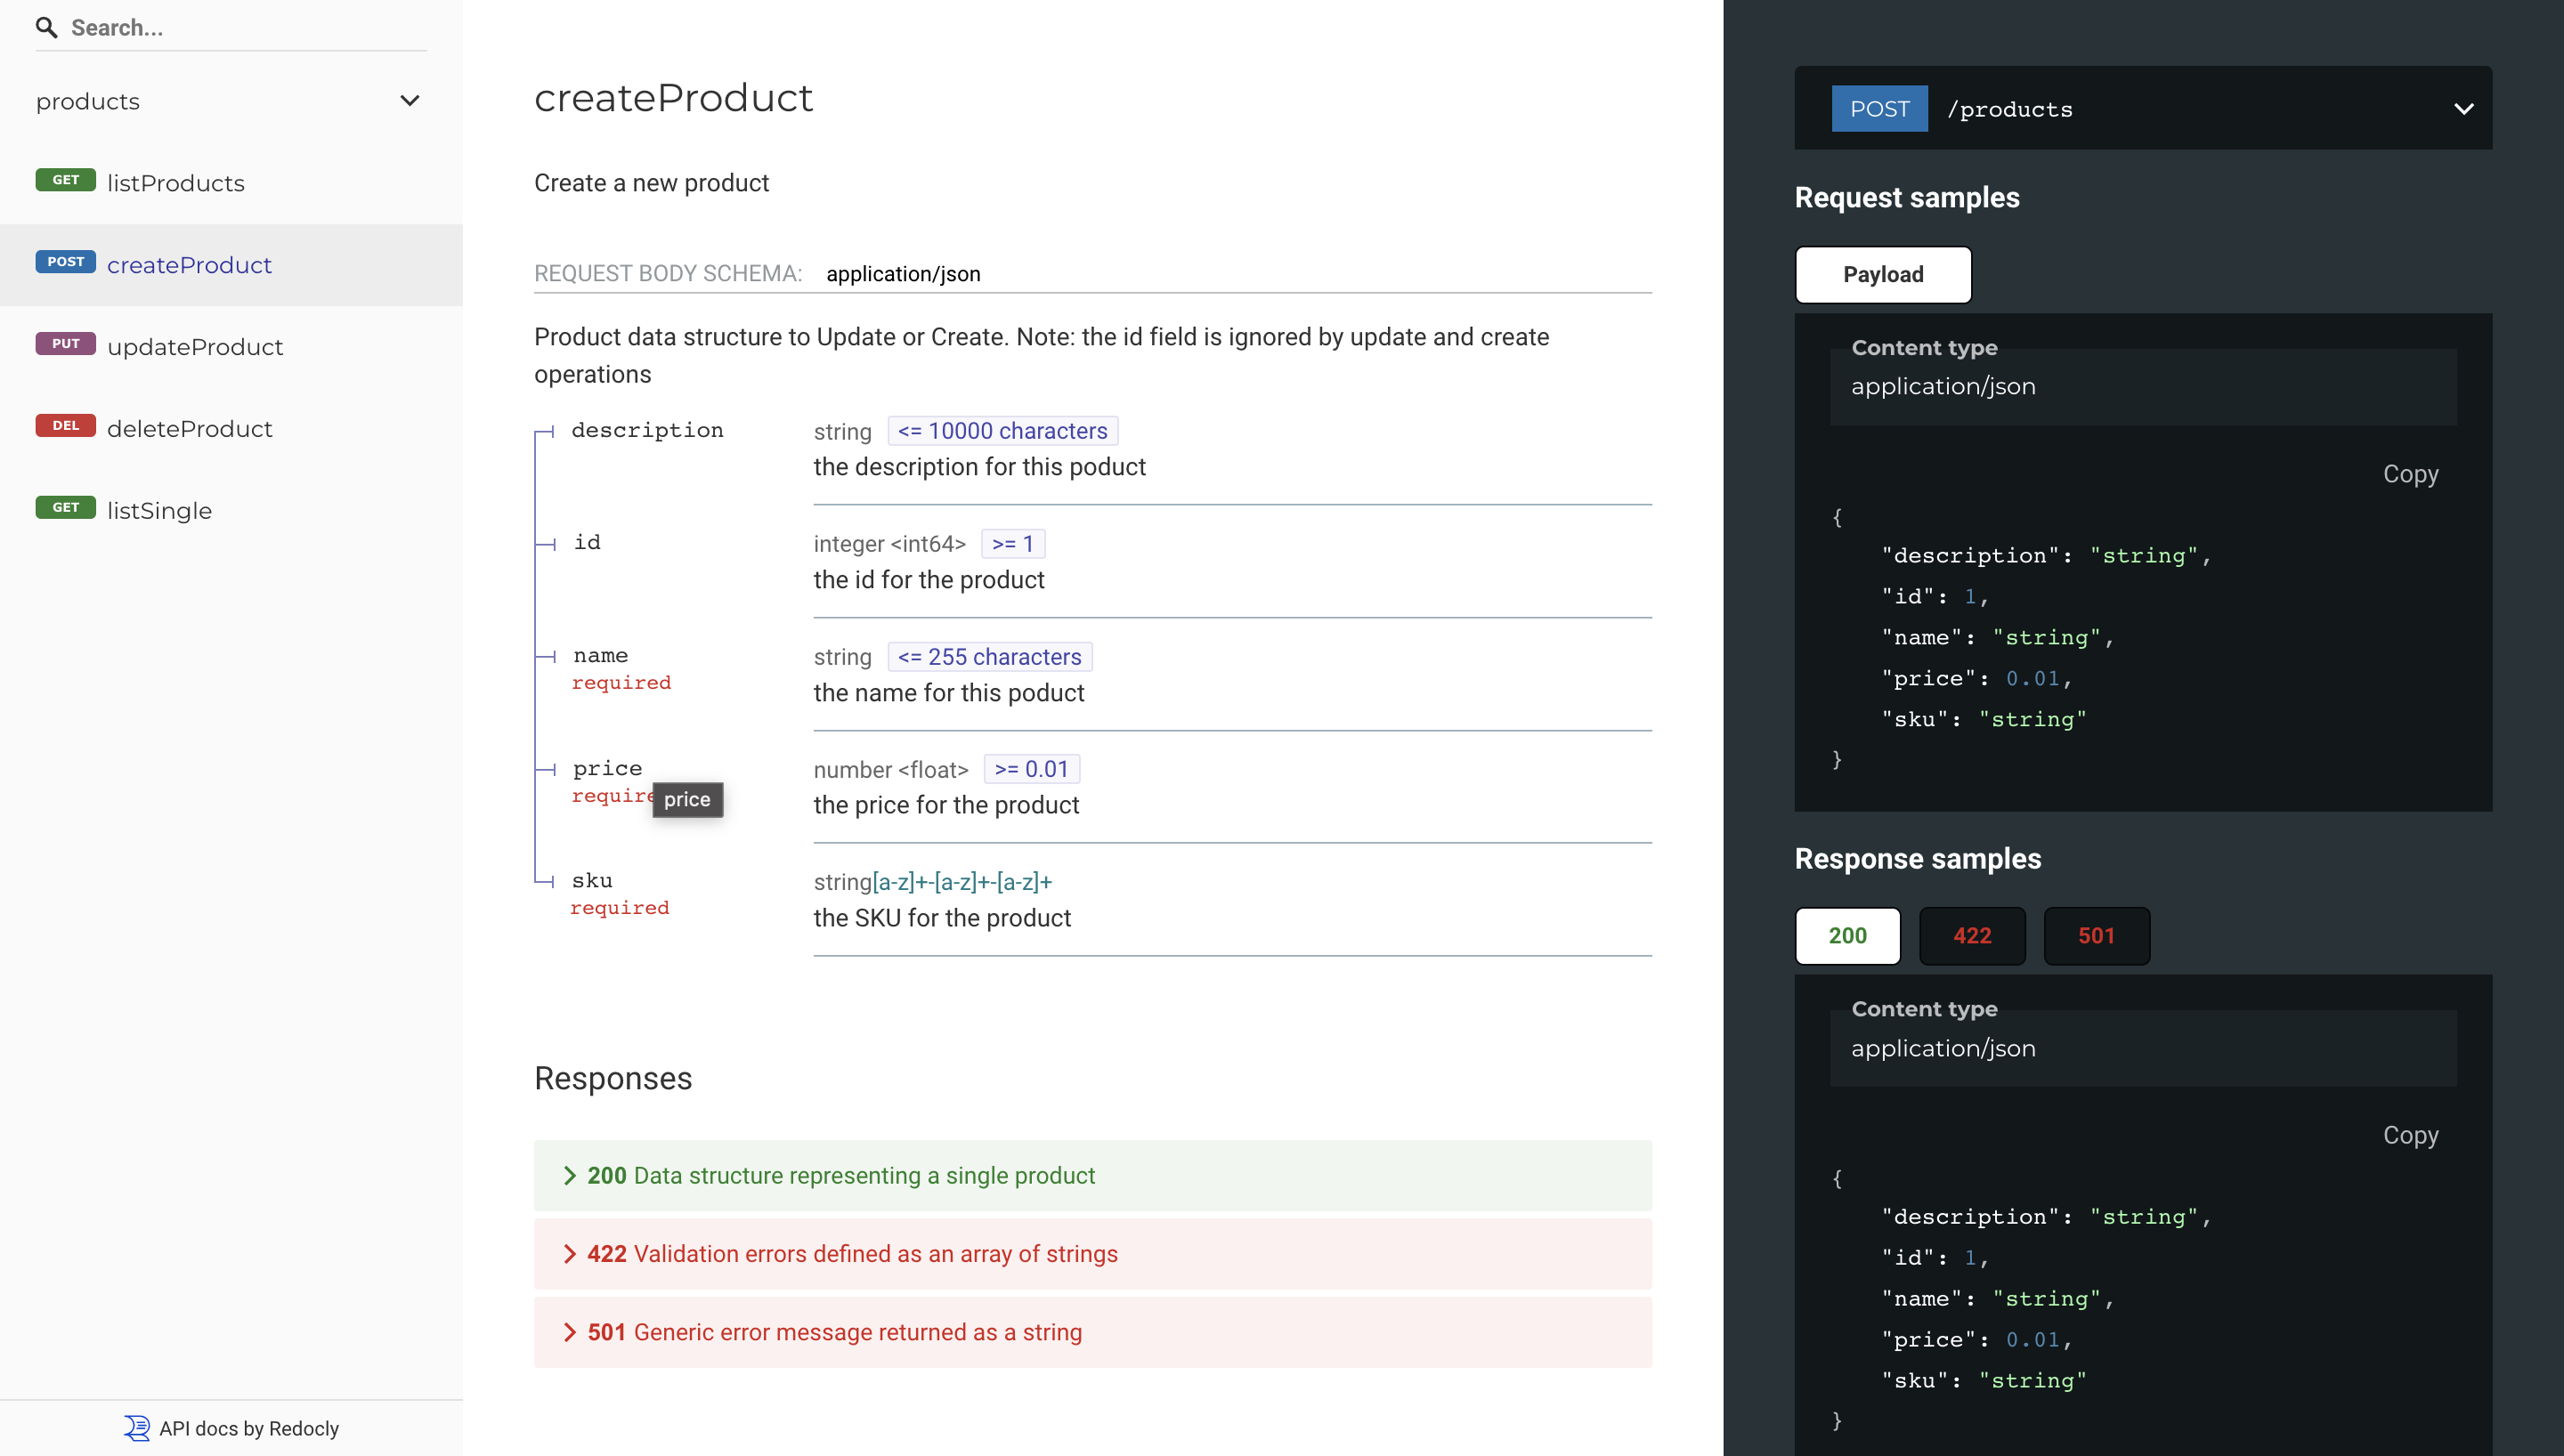 Search...
products
GET listProducts
POST createProduct
PUT updateProduct
DEL deleteProduct
GET listSingle
API docs by Redocly
createProduct
Create a new product
REQUEST BODY SCHEMA: application/json
Product data structure to Update or Create. Note: the id field is ignored by update and create
operations
description string <= 10000 characters
the description for this poduct
id integer <int64> >= 1
the id for the product
name string <= 255 characters
required the name for this poduct
price number <float> >= 0.01
require price the price for the product
sku string[a-z]+-[a-z]+-[a-z]+
required the SKU for the product
Responses
200 Data structure representing a single product
422 Validation errors defined as an array of strings
501 Generic error message returned as a string
POST /products
Request samples
Payload
Content type
application/json
Copy
{
"description": "string",
"id": 1,
"name": "string",
"price": 0.01,
"sku": "string"
}
Response samples
200 422 501
Content type
application/json
Copy
{
"description": "string",
"id": 1,
"name": "string",
"price": 0.01,
"sku": "string"
}